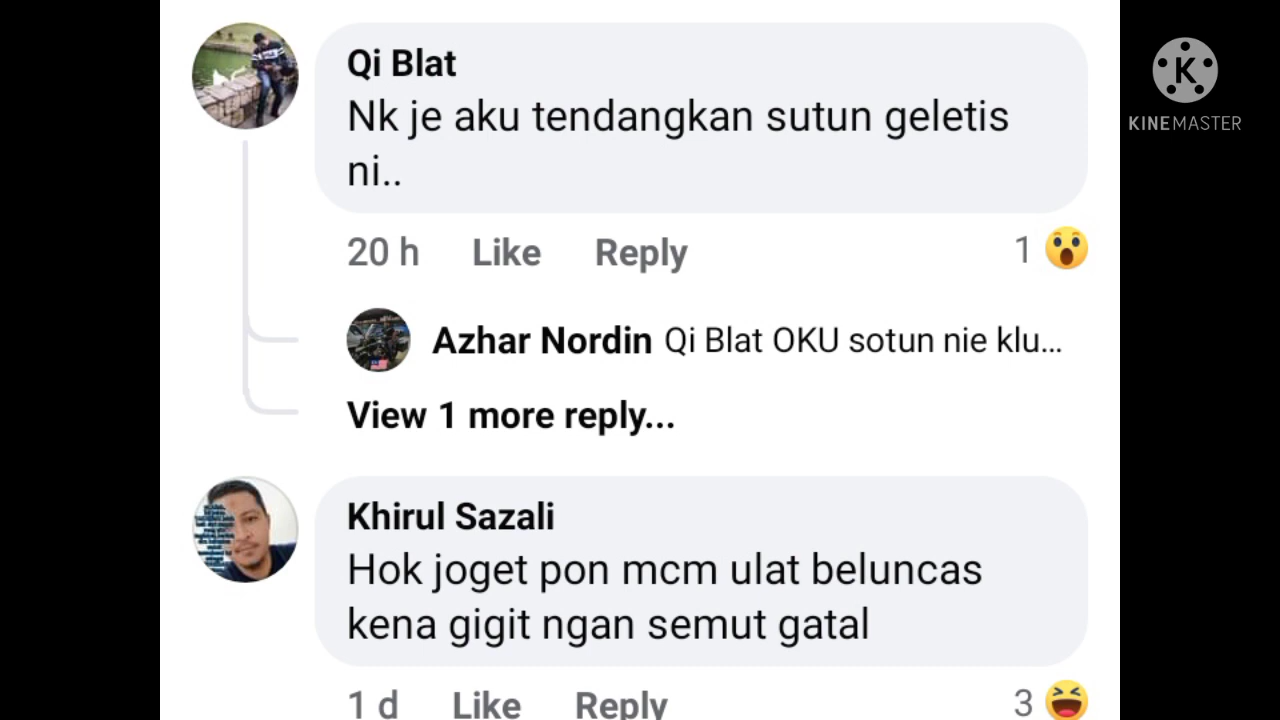 Qi Blat
Nk je aku tendangkan sutun geletis
ni..
20 h Like Reply 1
Azhar Nordin Qi Blat OKU sotun nie klu...
View 1 more reply...
Khirul Sazali
Hok joget pon mcm ulat beluncas
kena gigit ngan semut gatal
1 d Like Reply 3
K
KINEMASTER